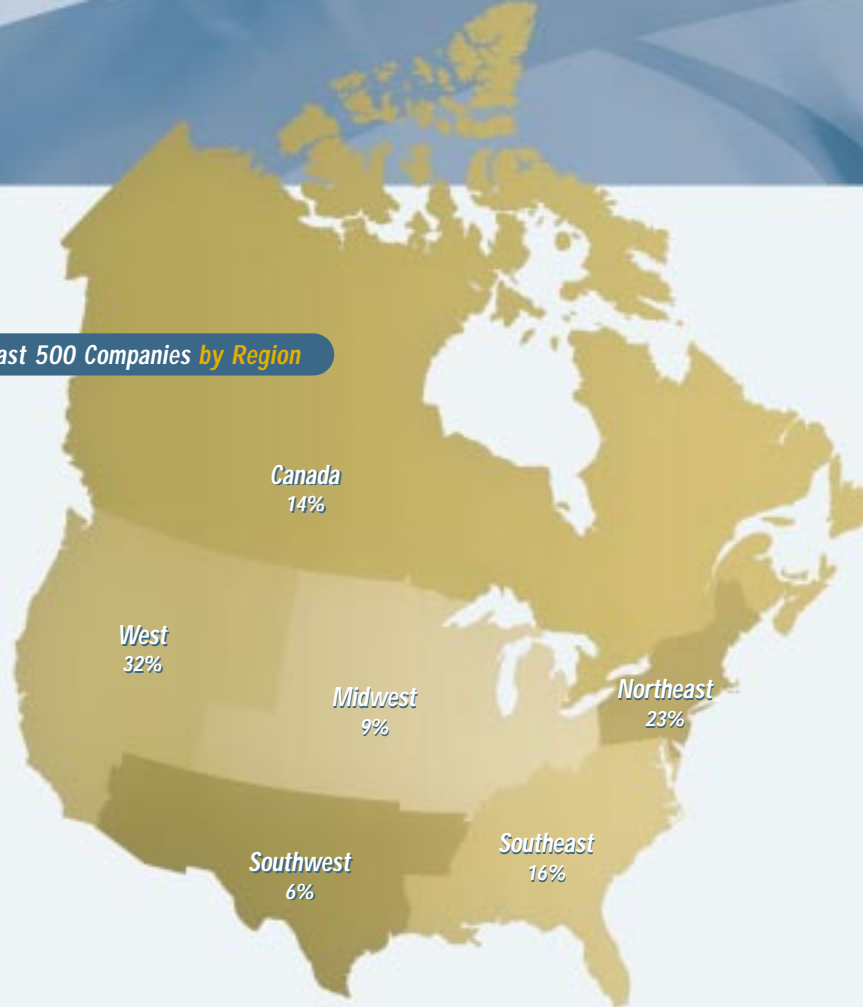 ast 500 Companies by Region
Canada
14%
West
32%
Midwest
9%
Northeast
23%
Southwest
6%
Southeast
16%